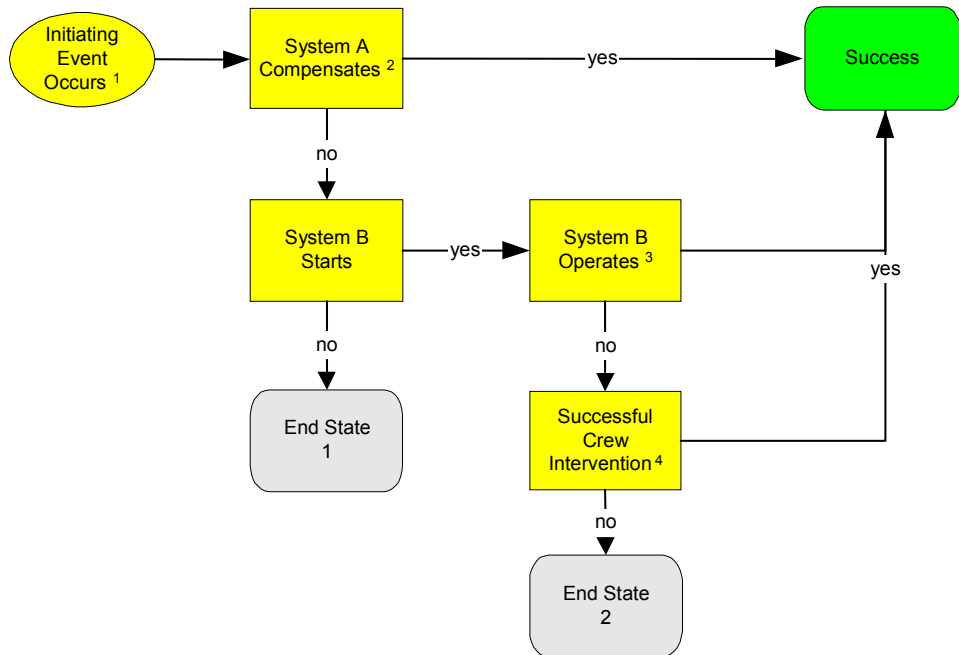 Initiating
Event
Occurs 1
System A
Compensates 2
yes
Success
no
System B
Starts
yes
System B
Operates 3
yes
no
no
End State
1
Successful
Crew
Intervention 4
no
End State
2